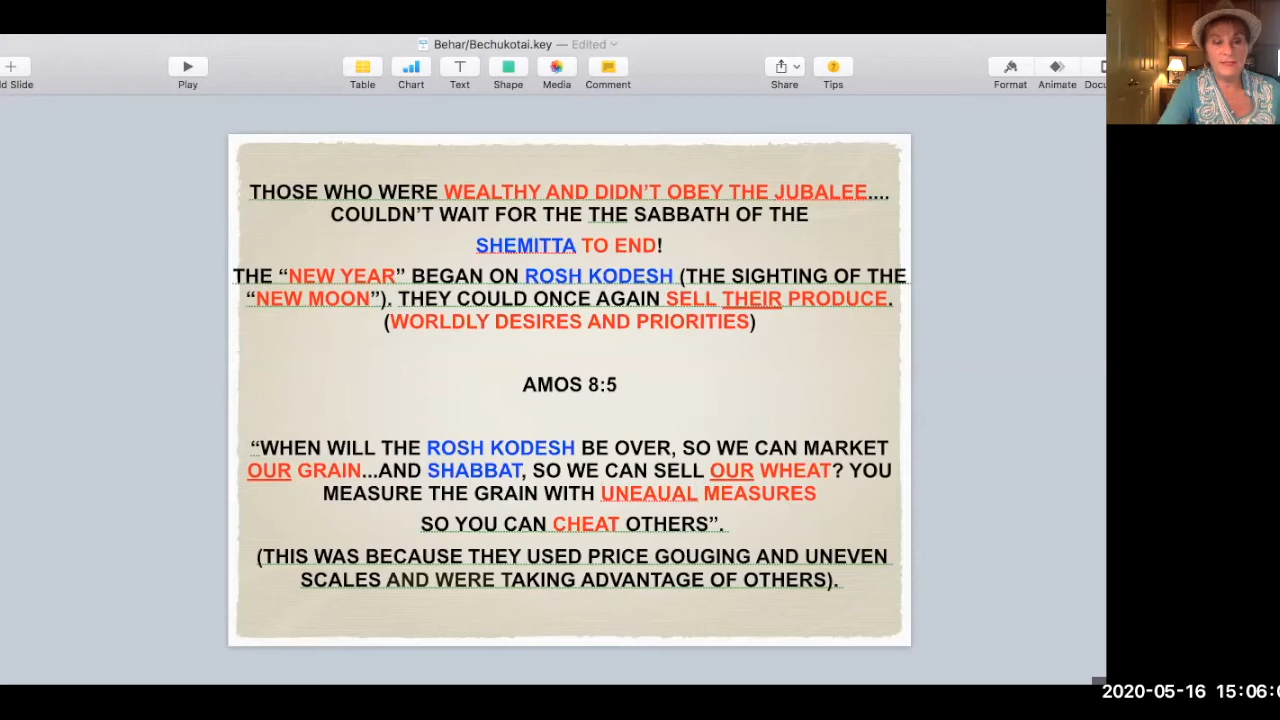 Behar/Bechukotai.key — Edited
d Slide
Play
Table
Chart
Text
Shape
Media
Comment
Share
Tips
Format
Animate
Docu
THOSE WHO WERE WEALTHY AND DIDN'T OBEY THE JUBALEE....
COULDN'T WAIT FOR THE THE SABBATH OF THE
SHEMITTA TO END!
THE “NEW YEAR” BEGAN ON ROSH KODESH (THE SIGHTING OF THE
“NEW MOON”). THEY COULD ONCE AGAIN SELL THEIR PRODUCE.
(WORLDLY DESIRES AND PRIORITIES)
AMOS 8:5
“WHEN WILL THE ROSH KODESH BE OVER, SO WE CAN MARKET
OUR GRAIN...AND SHABBAT, SO WE CAN SELL OUR WHEAT? YOU
MEASURE THE GRAIN WITH UNEAUAL MEASURES
SO YOU CAN CHEAT OTHERS”.
(THIS WAS BECAUSE THEY USED PRICE GOUGING AND UNEVEN
SCALES AND WERE TAKING ADVANTAGE OF OTHERS).
2020-05-16 15:06:0